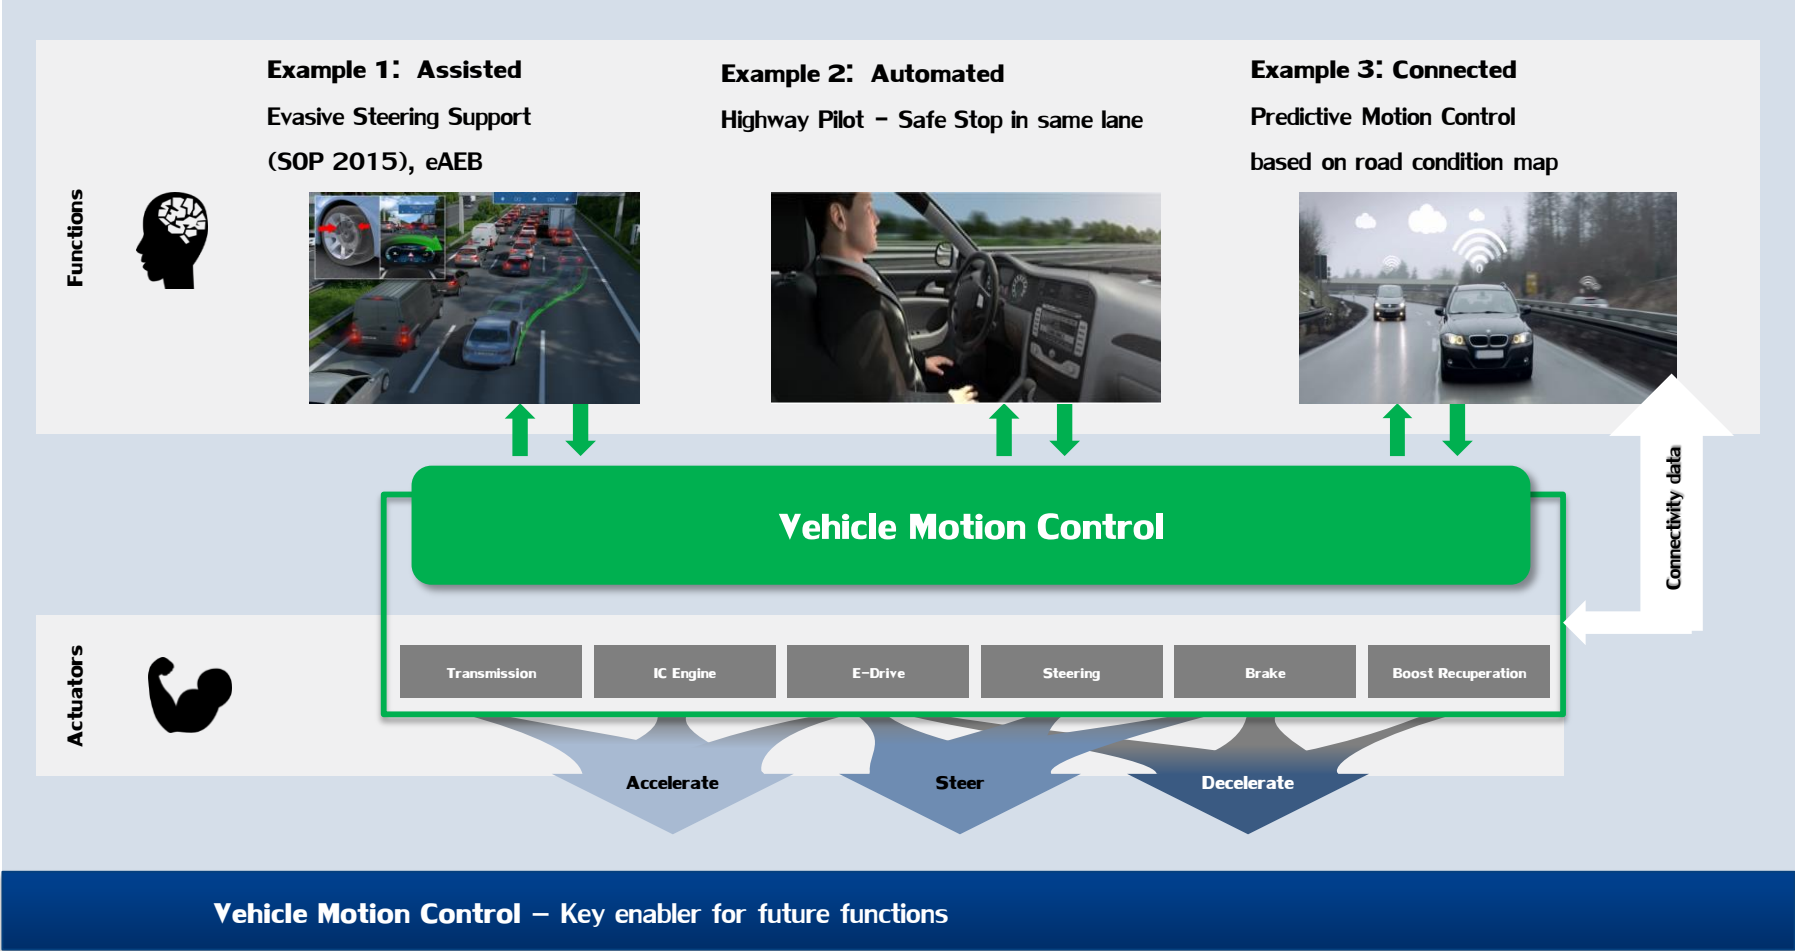 Example 1: Assisted
Evasive Steering Support
(SOP 2015), eAEB
Example 2: Automated
Highway Pilot – Safe Stop in same lane
Example 3: Connected
Predictive Motion Control
based on road condition map
Functions
Vehicle Motion Control
Connectivity data
Actuators
Transmission
IC Engine
E-Drive
Steering
Brake
Boost Recuperation
Accelerate
Steer
Decelerate
Vehicle Motion Control – Key enabler for future functions